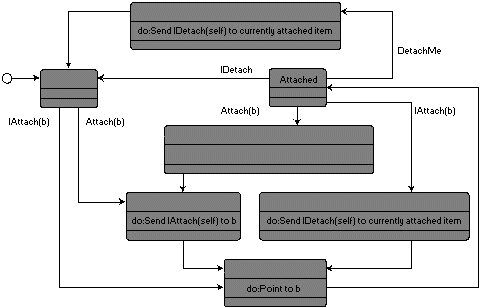 do:Send IDetach(self) to currently attached item
DetachMe
IDetach
Attached
IAttach(b)
Attach(b)
Attach(b)
IAttach(b)
do:Send IAttach(self) to b
do:Send IDetach(self) to currently attached item
do:Point to b